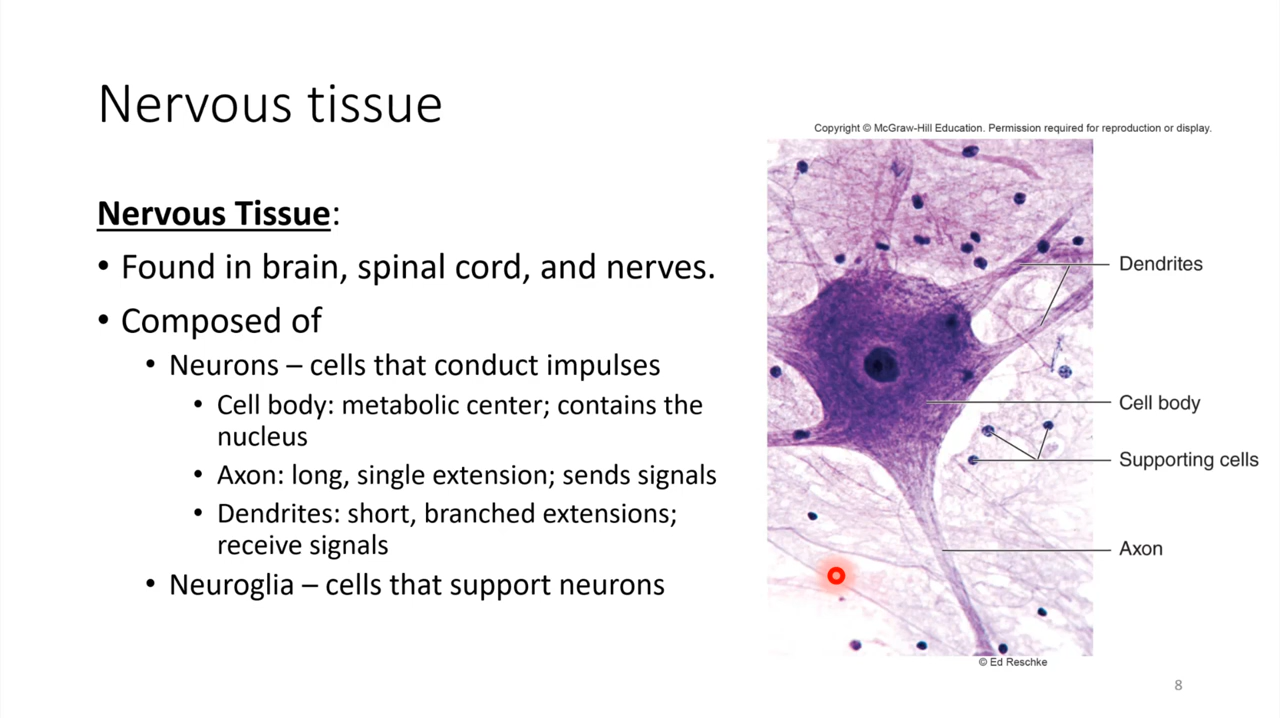 Nervous tissue
Copyright © McGraw-Hill Education. Permission required for reproduction or display.
Nervous Tissue:
• Found in brain, spinal cord, and nerves.
• Composed of
• Neurons – cells that conduct impulses
• Cell body: metabolic center; contains the
nucleus
• Axon: long, single extension; sends signals
• Dendrites: short, branched extensions;
receive signals
• Neuroglia – cells that support neurons
Dendrites
Cell body
Supporting cells
Axon
© Ed Reschke
8